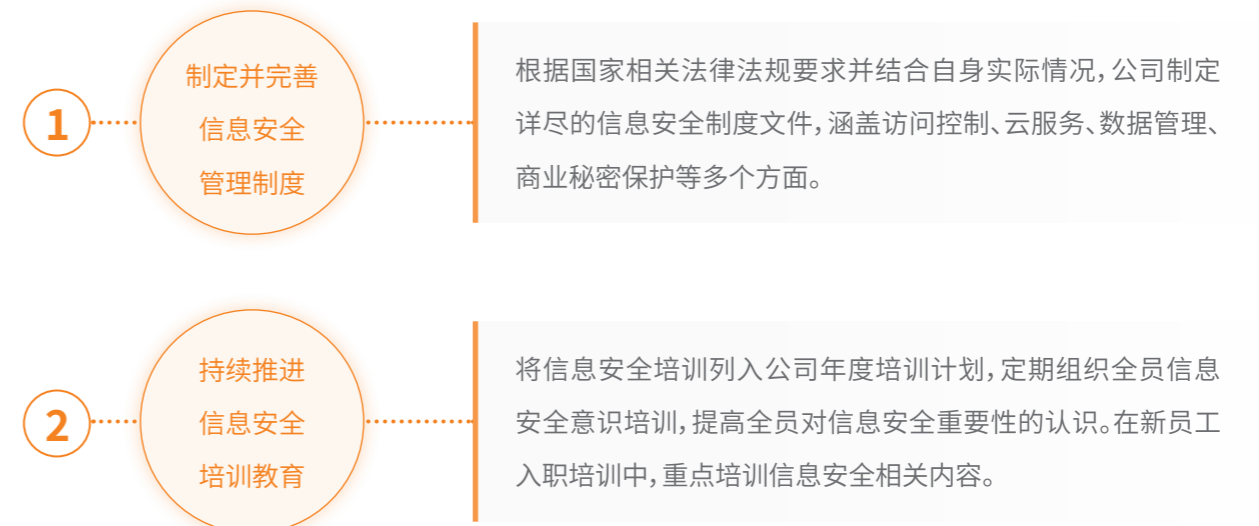 1
制定并完善
信息安全
管理制度
根据国家相关法律法规要求并结合自身实际情况，公司制定
详尽的信息安全制度文件，涵盖访问控制、云服务、数据管理、
商业秘密保护等多个方面。
2
持续推进
信息安全
培训教育
将信息安全培训列入公司年度培训计划，定期组织全员信息
安全意识培训，提高全员对信息安全重要性的认识。在新员工
入职培训中，重点培训信息安全相关内容。